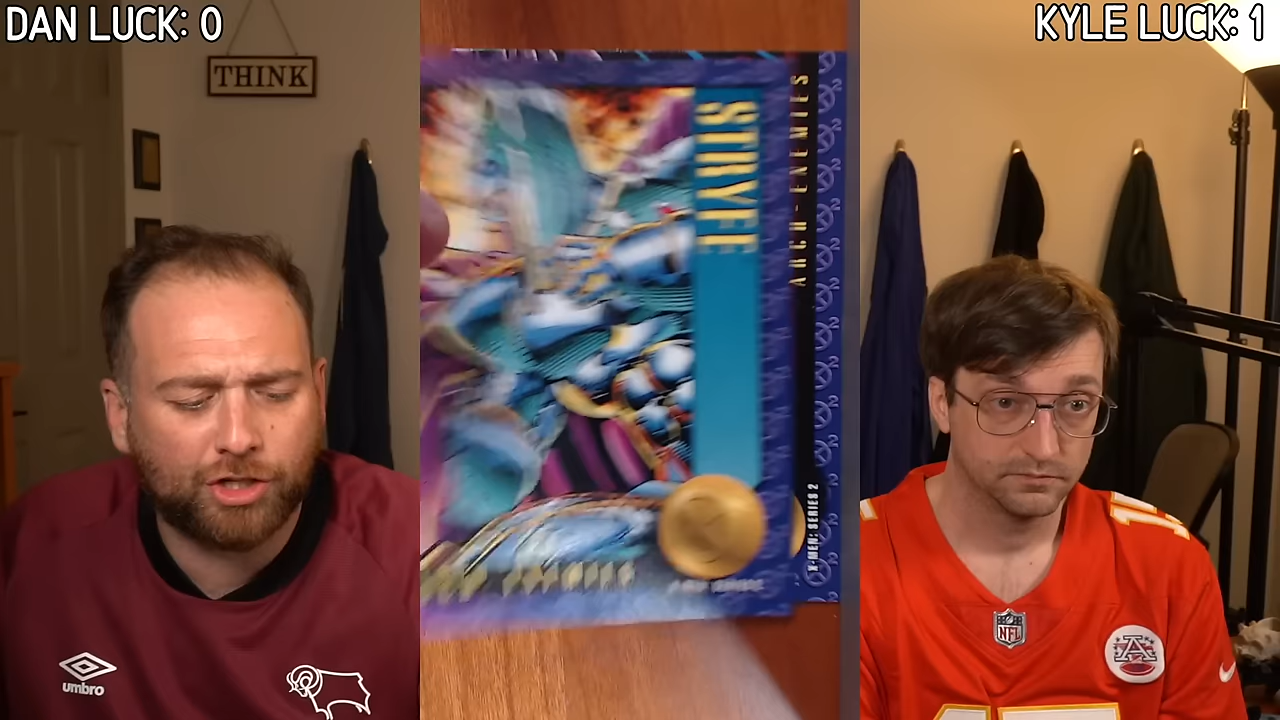 DAN LUCK: 0
KYLE LUCK: 1
THINK
STRYFE
ARCH-ENEMIES
X-MEN: SERIES 2
umbro
NFL